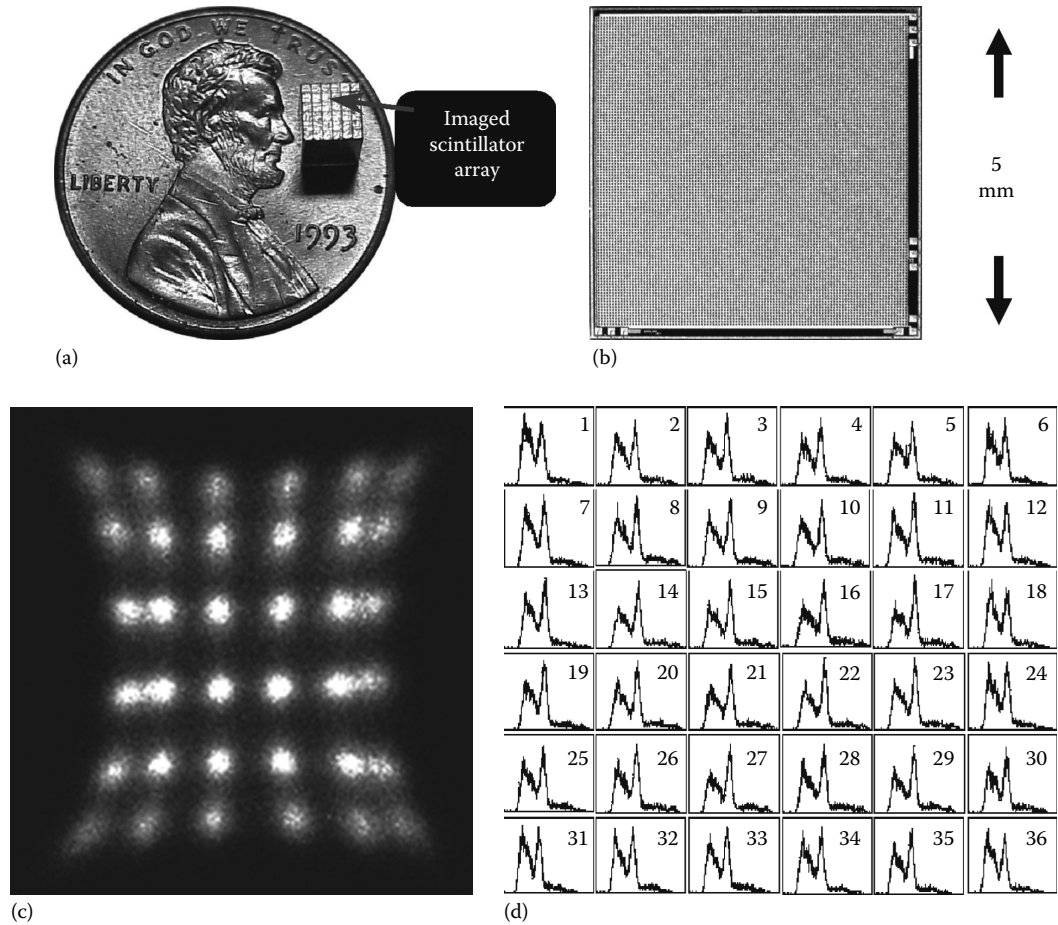 IN GOD WE TRUST
LIBERTY
1993
Imaged
scintillator
array
5
mm
(a)
(b)
1 2 3 4 5 6
7 8 9 10 11 12
13 14 15 16 17 18
19 20 21 22 23 24
25 26 27 28 29 30
31 32 33 34 35 36
(c)
(d)